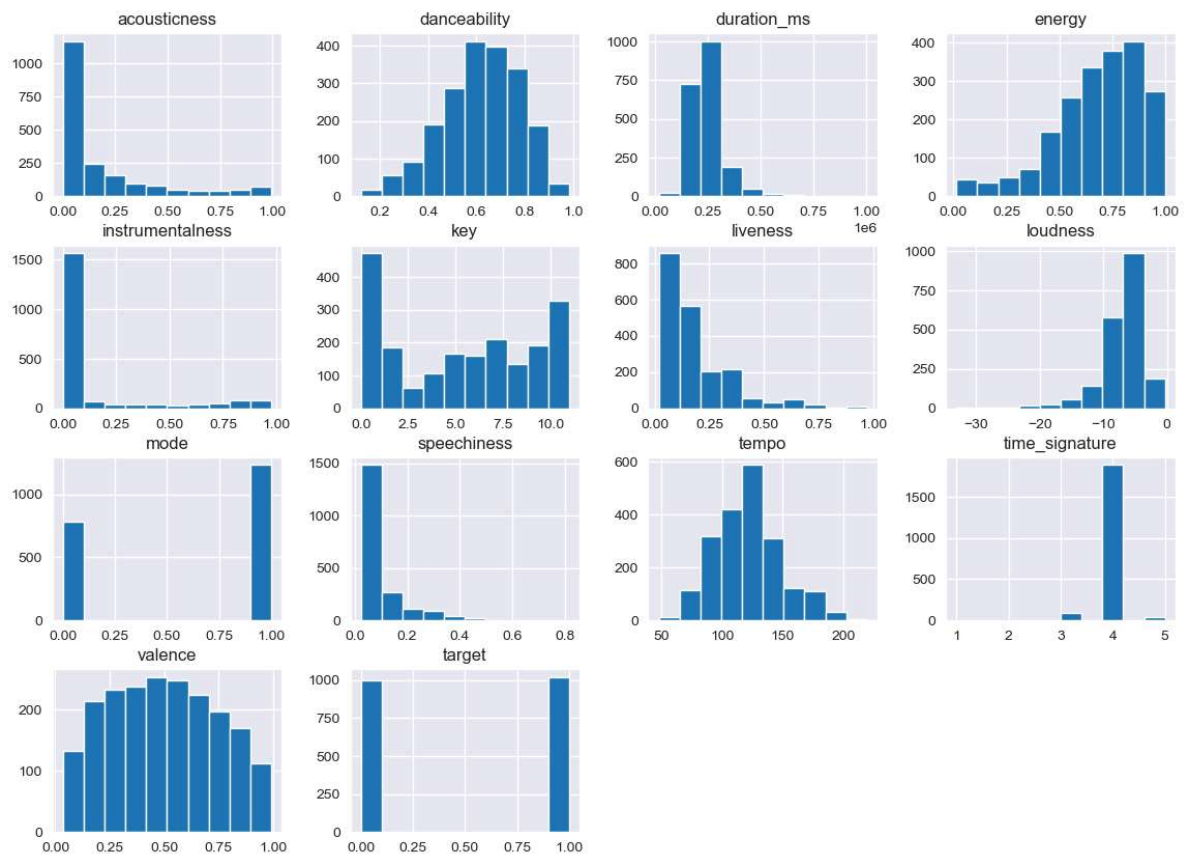 acousticness danceability duration_ms energy
1000 400 1000 400
750 300 750 300
500 200 500 200
250 100 250 100
0 0 0 0
0.00 0.25 0.50 0.75 1.00 0.2 0.4 0.6 0.8 1.0 0.00 0.25 0.50 0.75 1.00 0.00 0.25 0.50 0.75 1.00
1e6
instrumentalness key liveness loudness
1500 400 800 1000
1000 300 600 750
500 200 400 500
0 100 200 250
0 0 0
0.00 0.25 0.50 0.75 1.00 0.0 2.5 5.0 7.5 10.0 0.00 0.25 0.50 0.75 1.00 −30 −20 −10 0
mode speechiness tempo time_signature
1000 1500 600 1500
500 1000 400 1000
0 500 200 500
0 0 0
0.00 0.25 0.50 0.75 1.00 0.0 0.2 0.4 0.6 0.8 50 100 150 200 1 2 3 4 5
valence target
200 1000
100 750
0 500
250
0
0.00 0.25 0.50 0.75 1.00 0.00 0.25 0.50 0.75 1.00